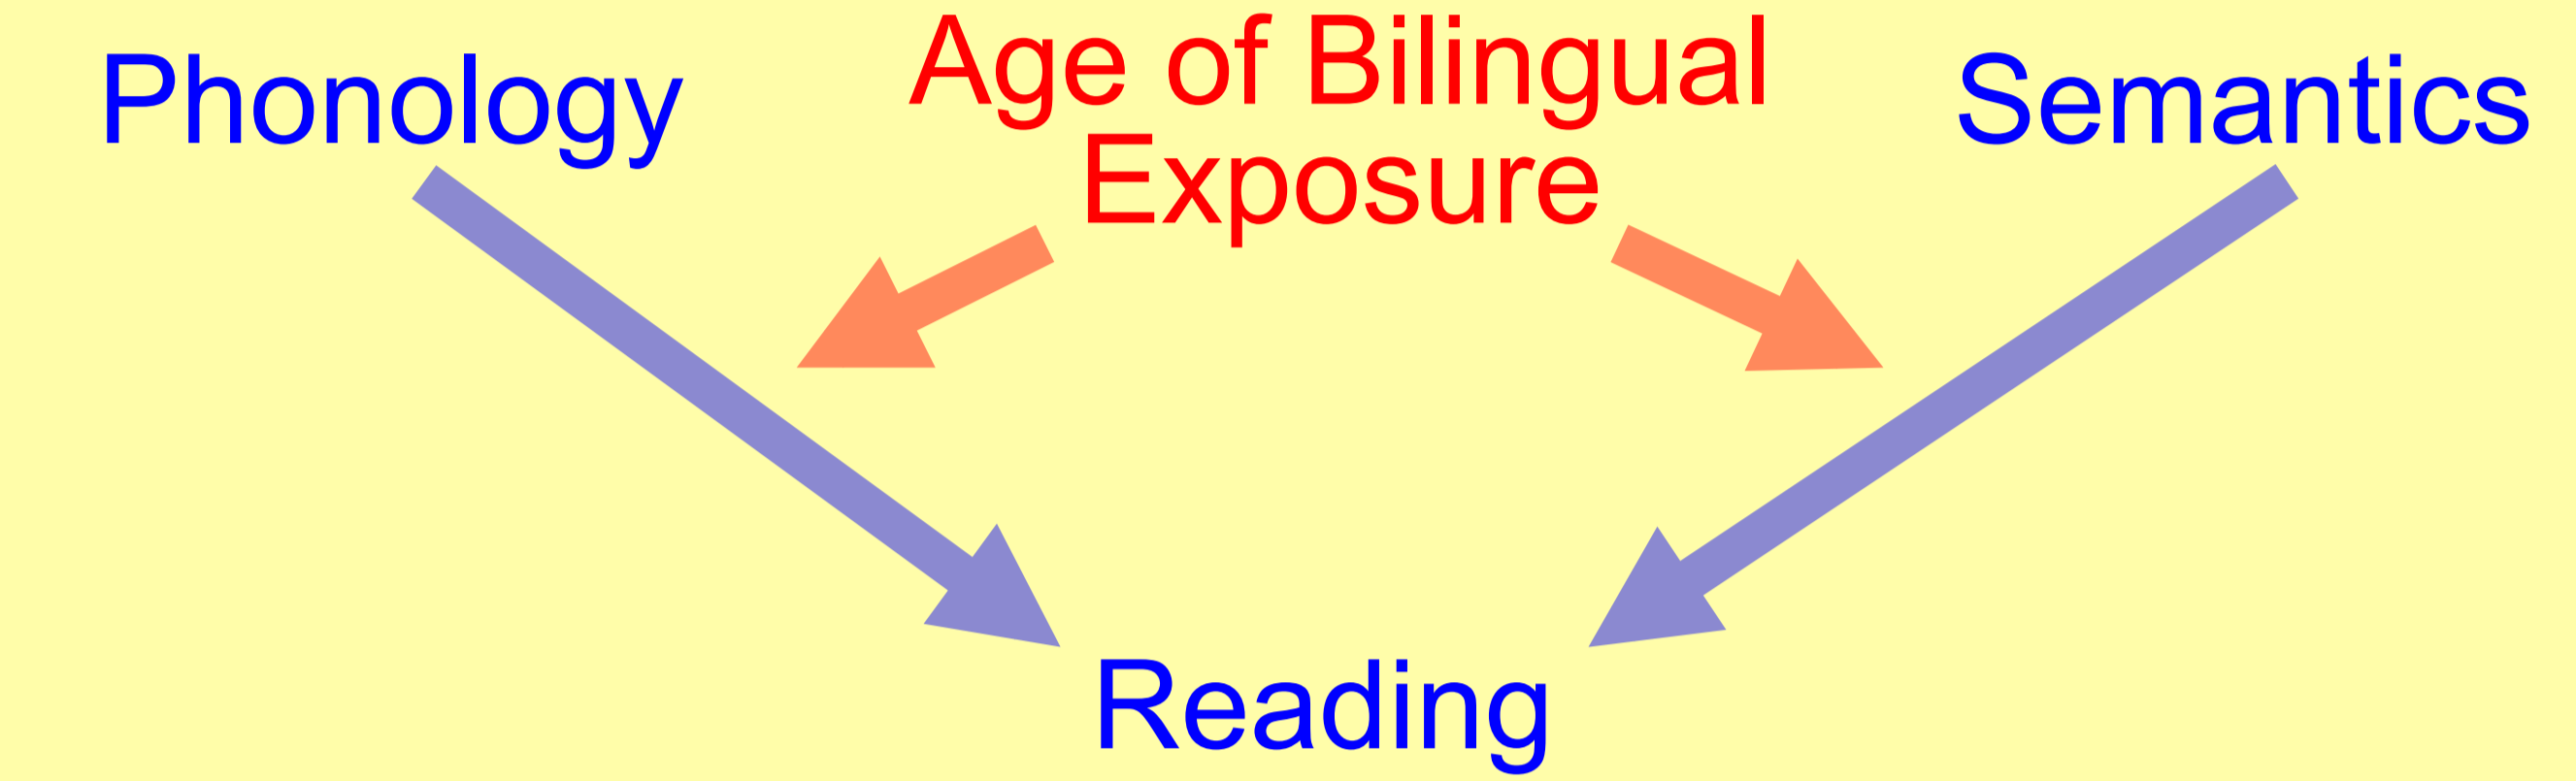 Phonology
Age of Bilingual
Exposure
Semantics
Reading